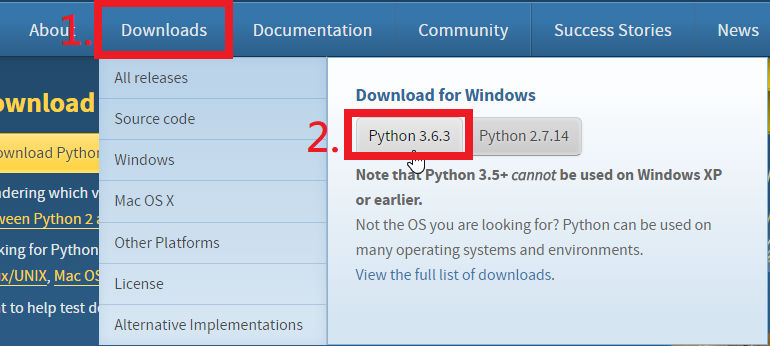 1.
About
Downloads
Documentation
Community
Success Stories
News
All releases
Source code
Windows
Mac OS X
Other Platforms
License
Alternative Implementations
Download for Windows
2.
Python 3.6.3
Python 2.7.14
Note that Python 3.5+ cannot be used on Windows XP
or earlier.
Not the OS you are looking for? Python can be used on
many operating systems and environments.
View the full list of downloads.
ownload
ownload Pytho
ndering which v
ween Python 2 a
king for Python
ux/UNIX, Mac OS
nt to help test de